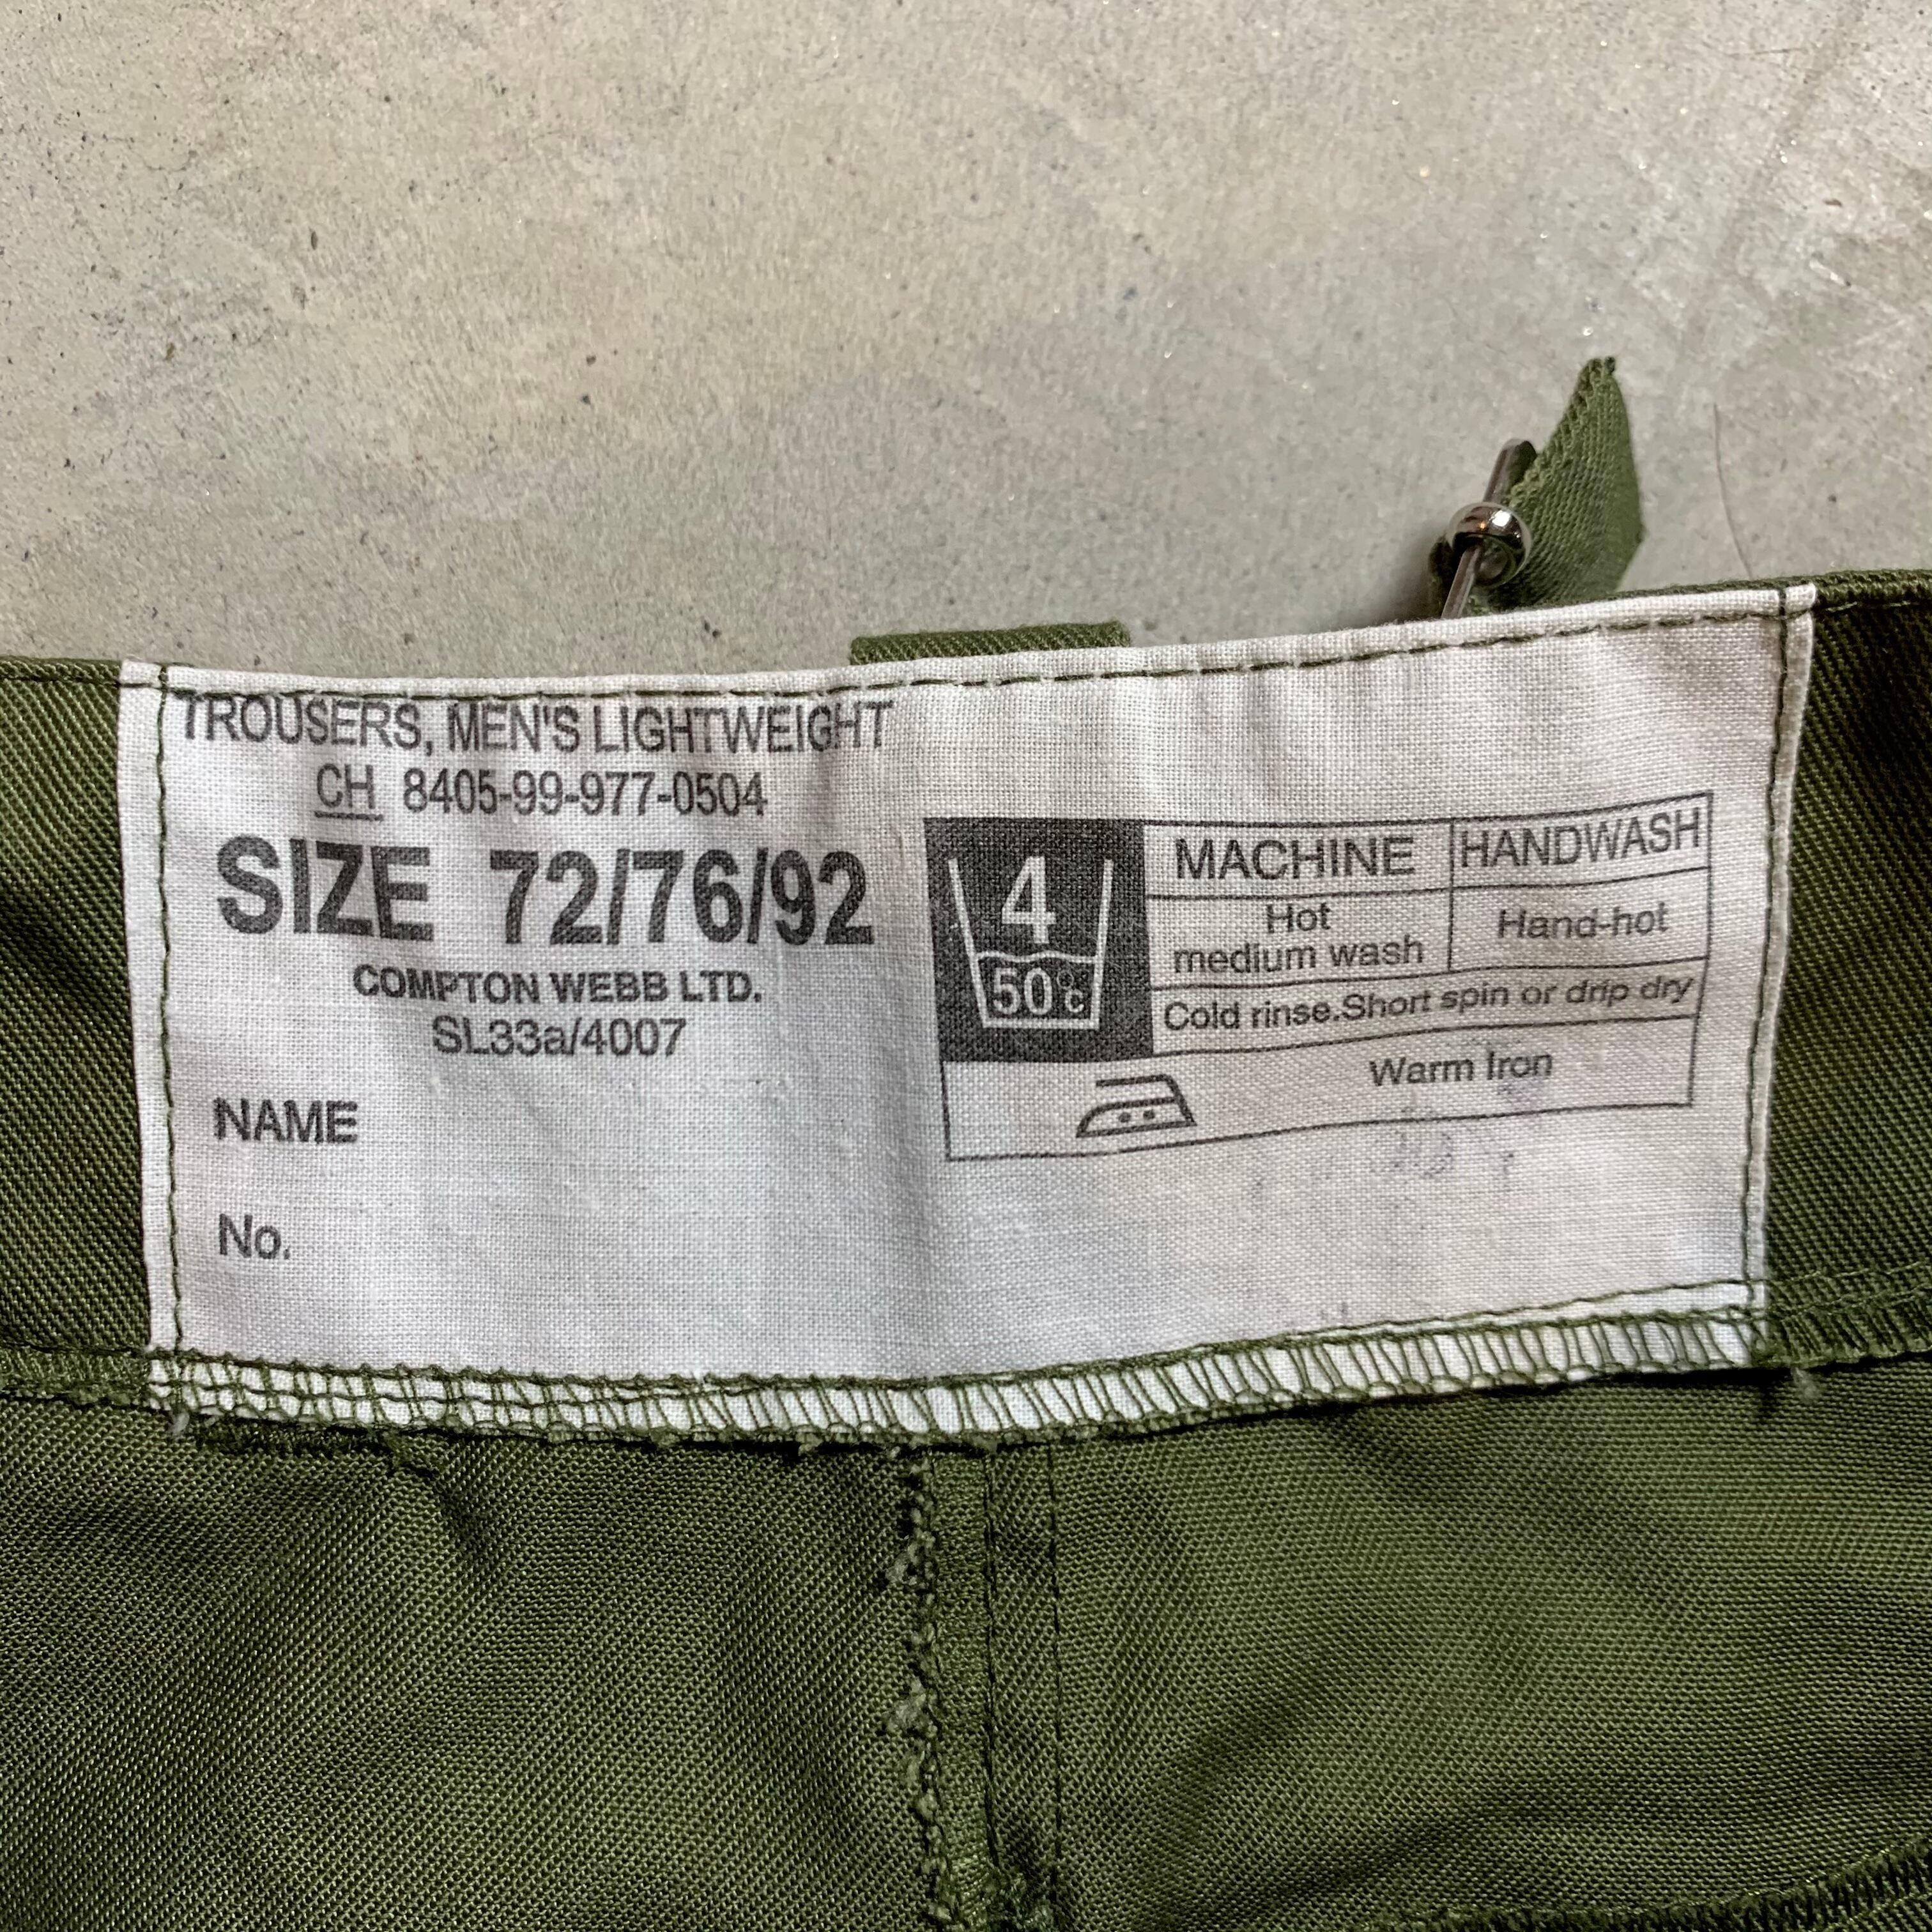 TROUSERS, MEN'S LIGHTWEIGHT
CH 8405-99-977-0504
SIZE 72/76/92
COMPTON WEBB LTD.
SL33a/4007
NAME
No.
4
50°C
MACHINE HANDWASH
Hot Hand-hot
medium wash
Cold rinse.Short spin or drip dry
Warm Iron